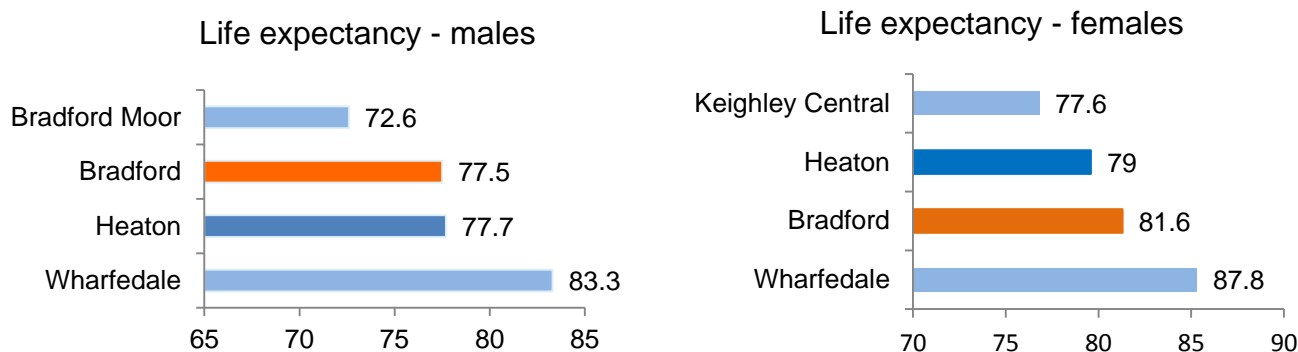 Life expectancy - males
Bradford Moor 72.6
Bradford 77.5
Heaton 77.7
Wharfedale 83.3
65 70 75 80 85
Life expectancy - females
Keighley Central 77.6
Heaton 79
Bradford 81.6
Wharfedale 87.8
70 75 80 85 90